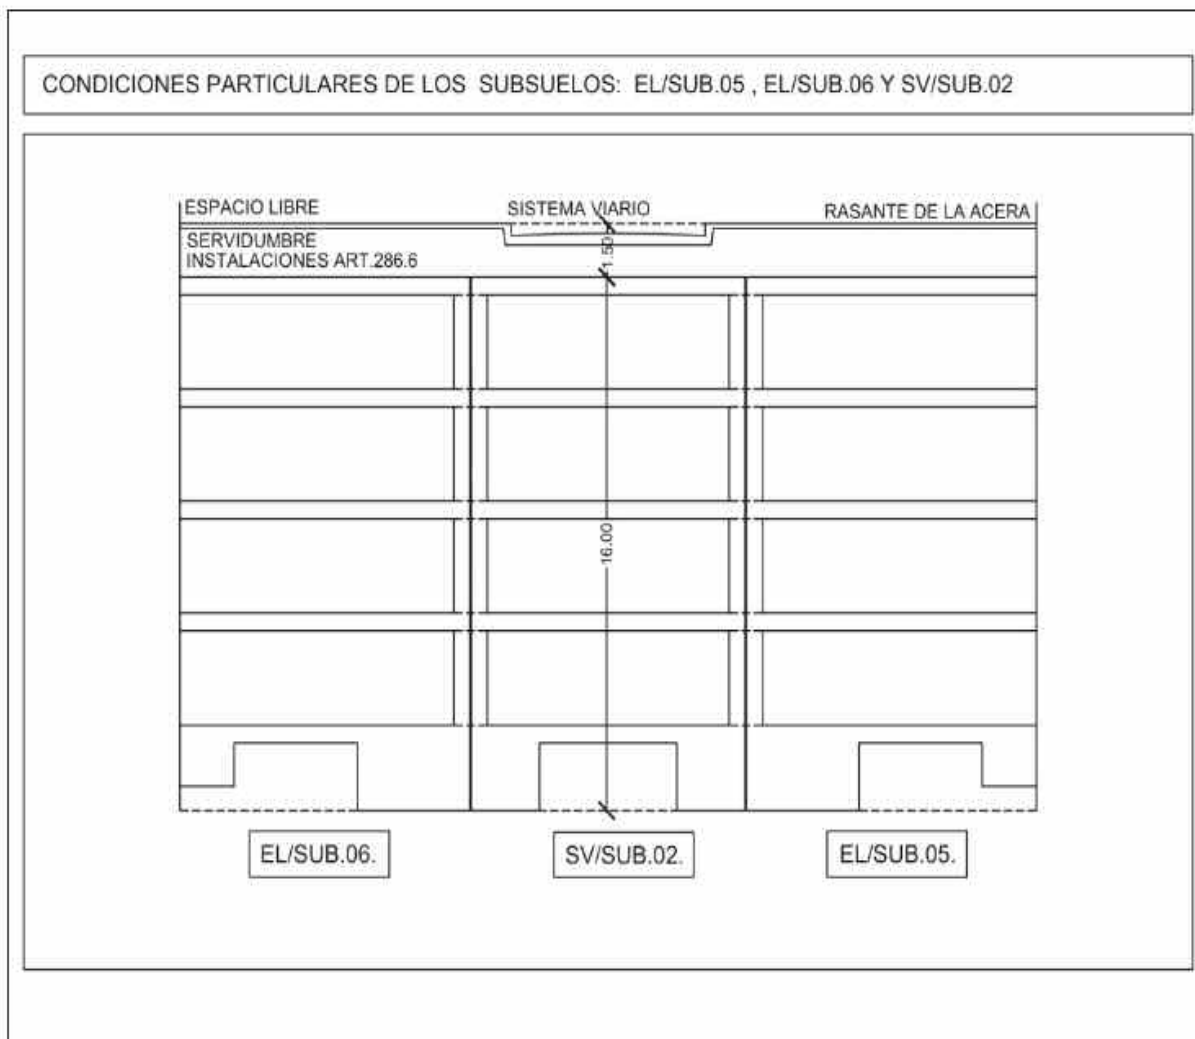 CONDICIONES PARTICULARES DE LOS SUBSUELOS: EL/SUB.05 , EL/SUB.06 Y SV/SUB.02
ESPACIO LIBRE
SISTEMA VIARIO
RASANTE DE LA ACERA
SERVIDUMBRE
INSTALACIONES ART.286.6
1.50
16.00
EL/SUB.06.
SV/SUB.02.
EL/SUB.05.